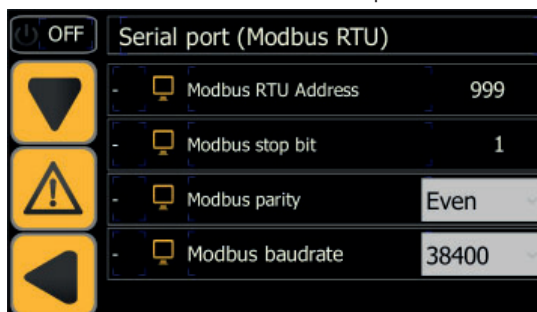 OFF
Serial port (Modbus RTU)
- Modbus RTU Address 999
- Modbus stop bit 1
- Modbus parity Even
- Modbus baudrate 38400